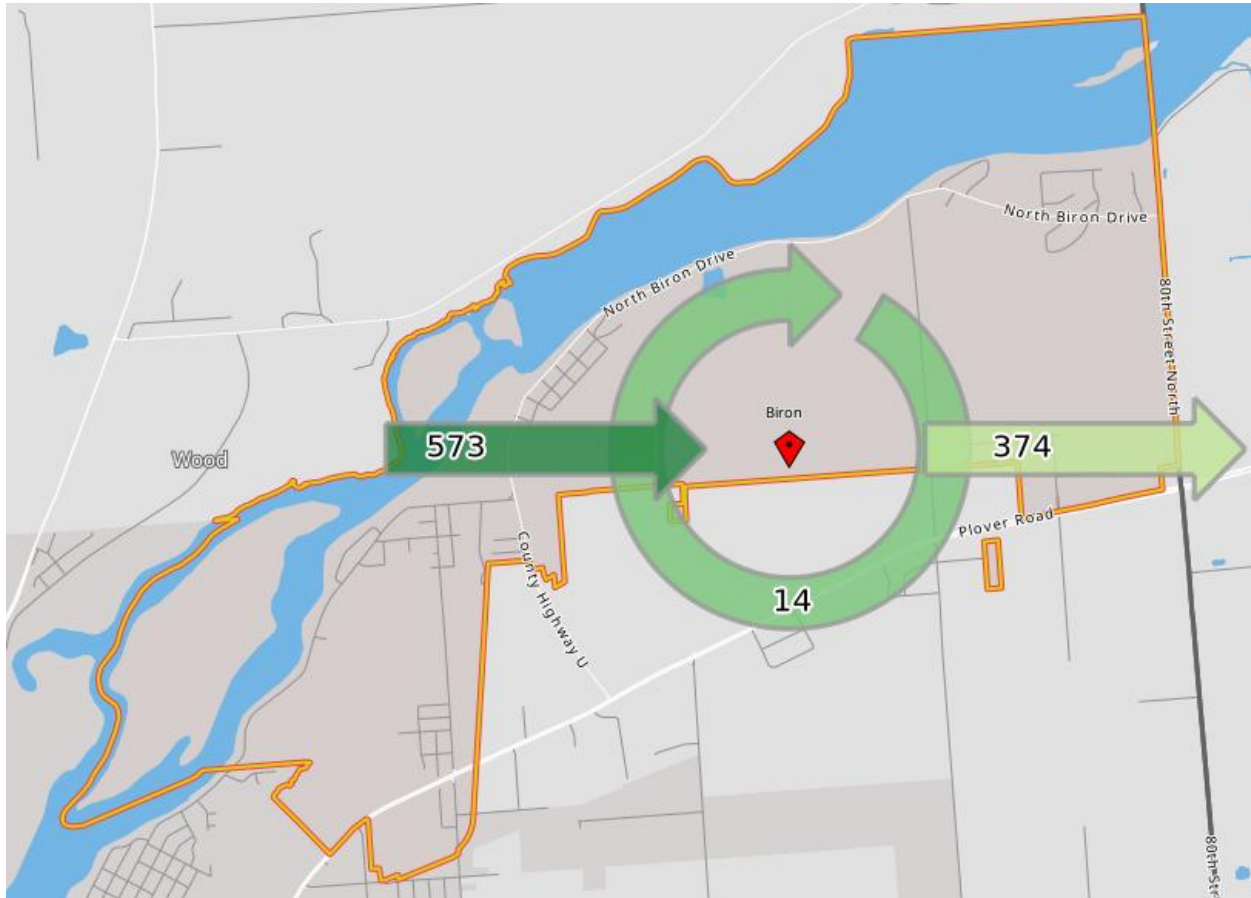 North Biron Drive
North Biron Drive
80th Street North
Biron
573
374
Wood
Plover Road
County Highway U
14
80th Str